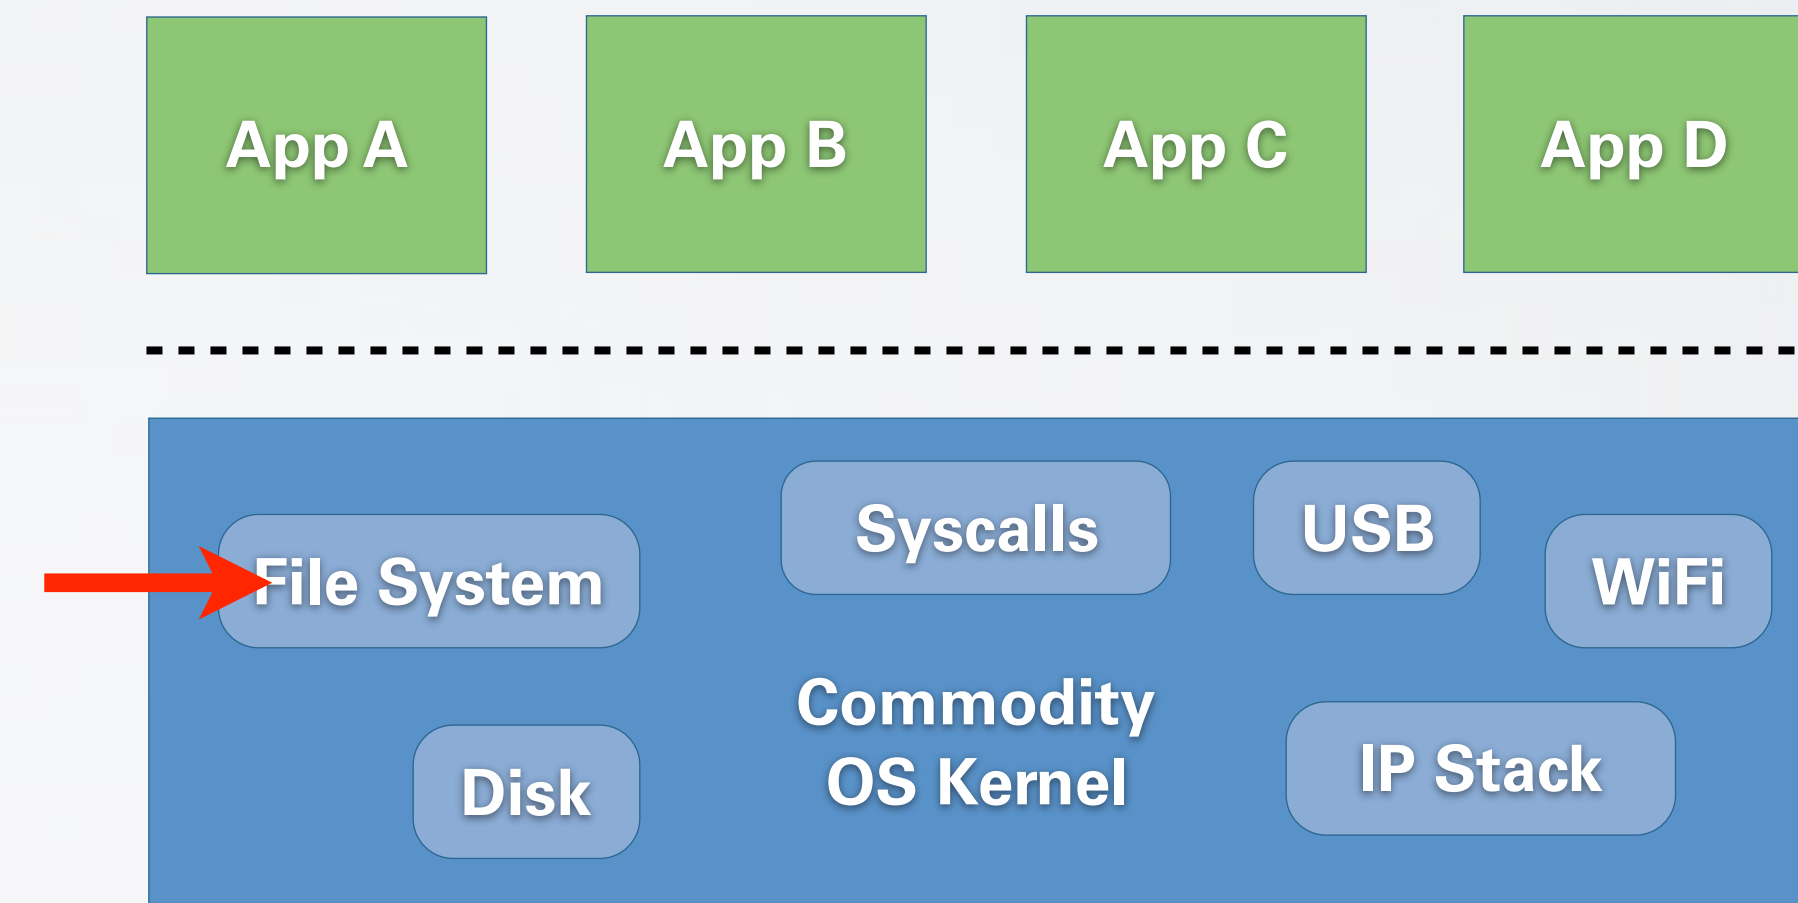 App A
App B
App C
App D
Syscalls
USB
File System
WiFi
Commodity
OS Kernel
IP Stack
Disk